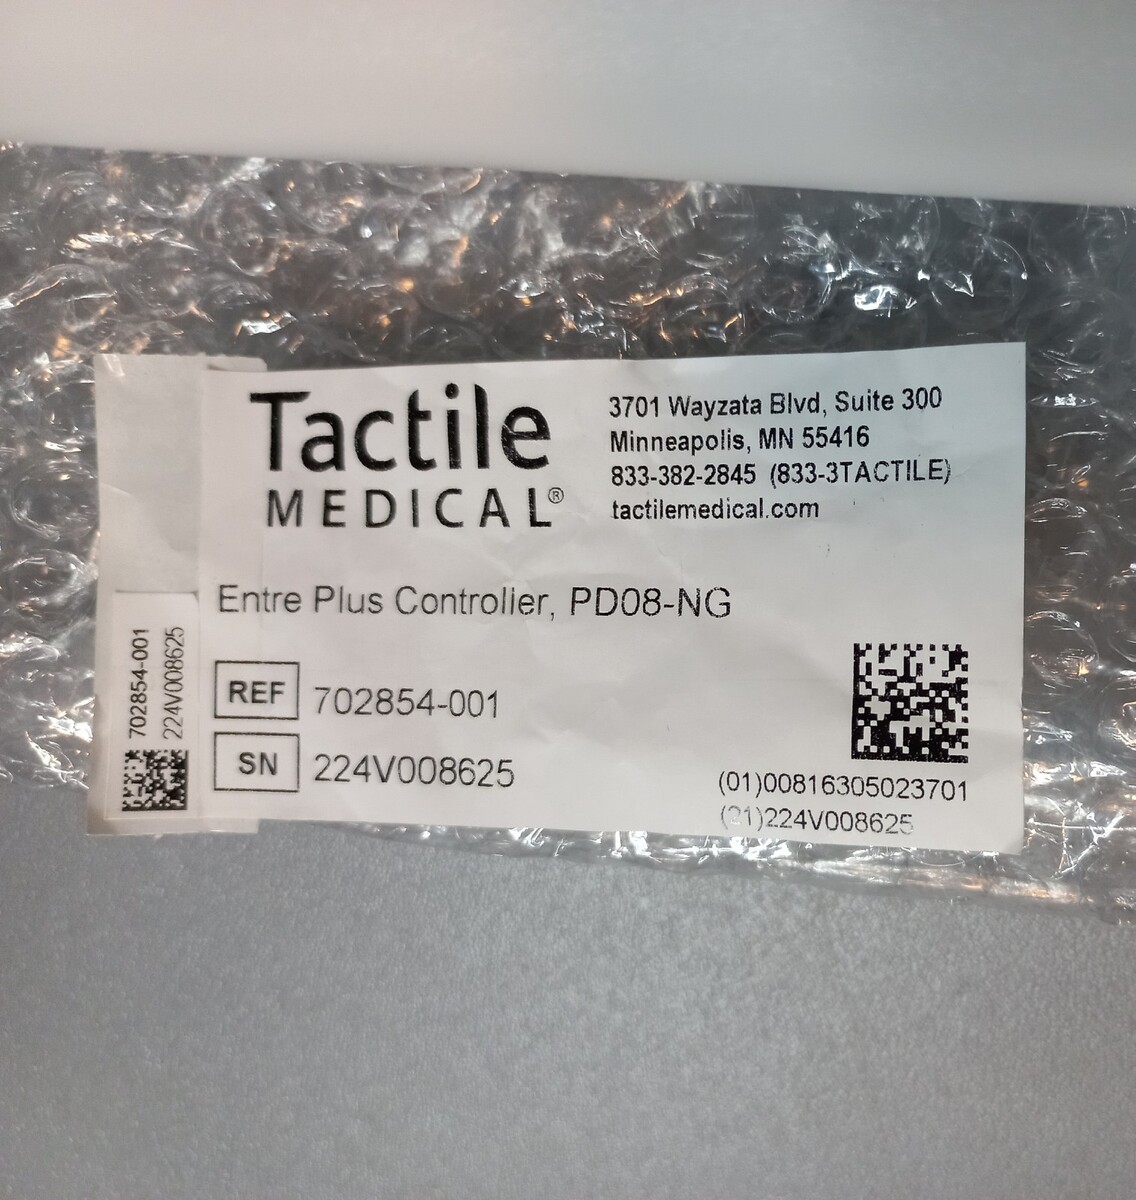 Tactile
MEDICAL®
3701 Wayzata Blvd, Suite 300
Minneapolis, MN 55416
833-382-2845 (833-3TACTILE)
tactilemedical.com
Entre Plus Controller, PD08-NG
REF 702854-001
SN 224V008625
(01)00816305023701
(21)224V008625
702854-001
224V008625